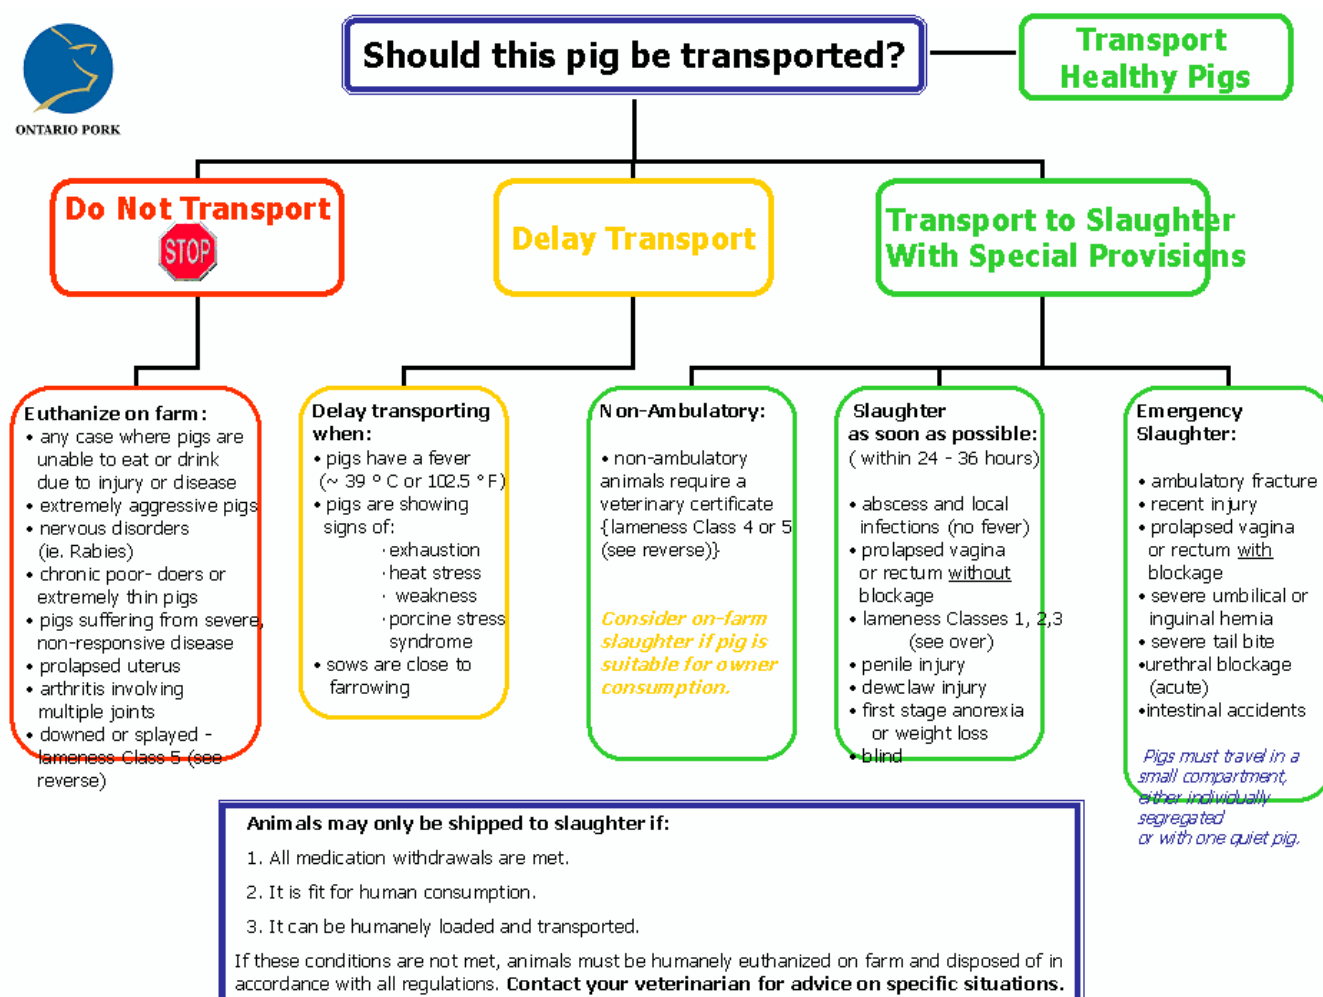 Should this pig be transported?
Transport
Healthy Pigs
ONTARIO PORK
Do Not Transport
STOP
Delay Transport
Transport to Slaughter
With Special Provisions
Euthanize on farm:
• any case where pigs are
unable to eat or drink
due to injury or disease
• extremely aggressive pigs
• nervous disorders
(ie. Rabies)
• chronic poor- doers or
extremely thin pigs
• pigs suffering from severe,
non-responsive disease
• prolapsed uterus
• arthritis involving
multiple joints
• downed or splayed -
lameness Class 5 (see
reverse)
Delay transporting
when:
• pigs have a fever
(~ 39 ° C or 102.5 ° F)
• pigs are showing
signs of:
· exhaustion
· heat stress
· weakness
· porcine stress
syndrome
• sows are close to
farrowing
Non-Ambulatory:
• non-ambulatory
animals require a
veterinary certificate
{lameness Class 4 or 5
(see reverse)}
Consider on-farm
slaughter if pig is
suitable for owner
consumption.
Slaughter
as soon as possible:
( within 24 - 36 hours)
• abscess and local
infections (no fever)
• prolapsed vagina
or rectum without
blockage
• lameness Classes 1, 2,3
(see over)
• penile injury
• dewclaw injury
• first stage anorexia
or weight loss
• blind
Emergency
Slaughter:
• ambulatory fracture
• recent injury
• prolapsed vagina
or rectum with
blockage
• severe umbilical or
inguinal hernia
• severe tail bite
•urethral blockage
(acute)
•intestinal accidents
Pigs must travel in a
small compartment,
either individually
segregated
or with one quiet pig.
Animals may only be shipped to slaughter if:
1. All medication withdrawals are met.
2. It is fit for human consumption.
3. It can be humanely loaded and transported.
If these conditions are not met, animals must be humanely euthanized on farm and disposed of in
accordance with all regulations. Contact your veterinarian for advice on specific situations.